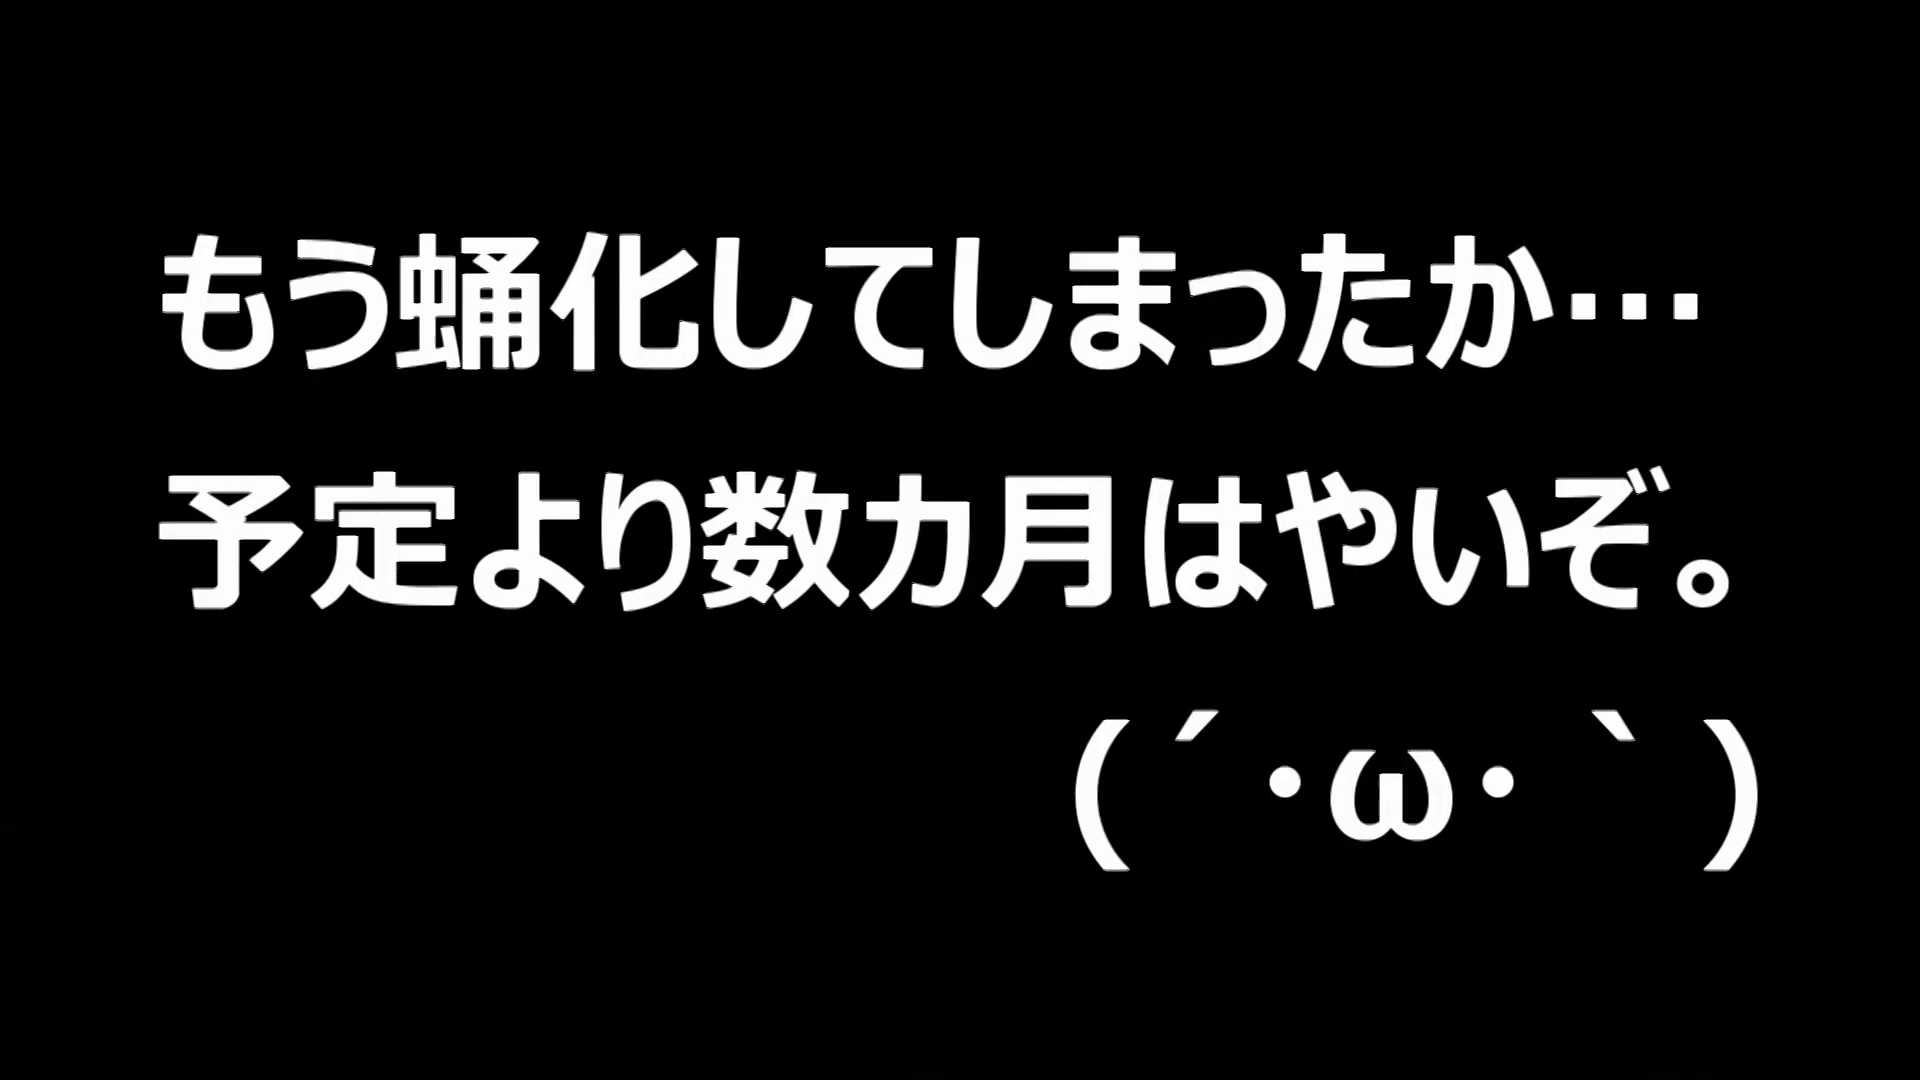 もう蛹化してしまったか…
予定より数カ月はやいぞ。
(´・ω・｀)